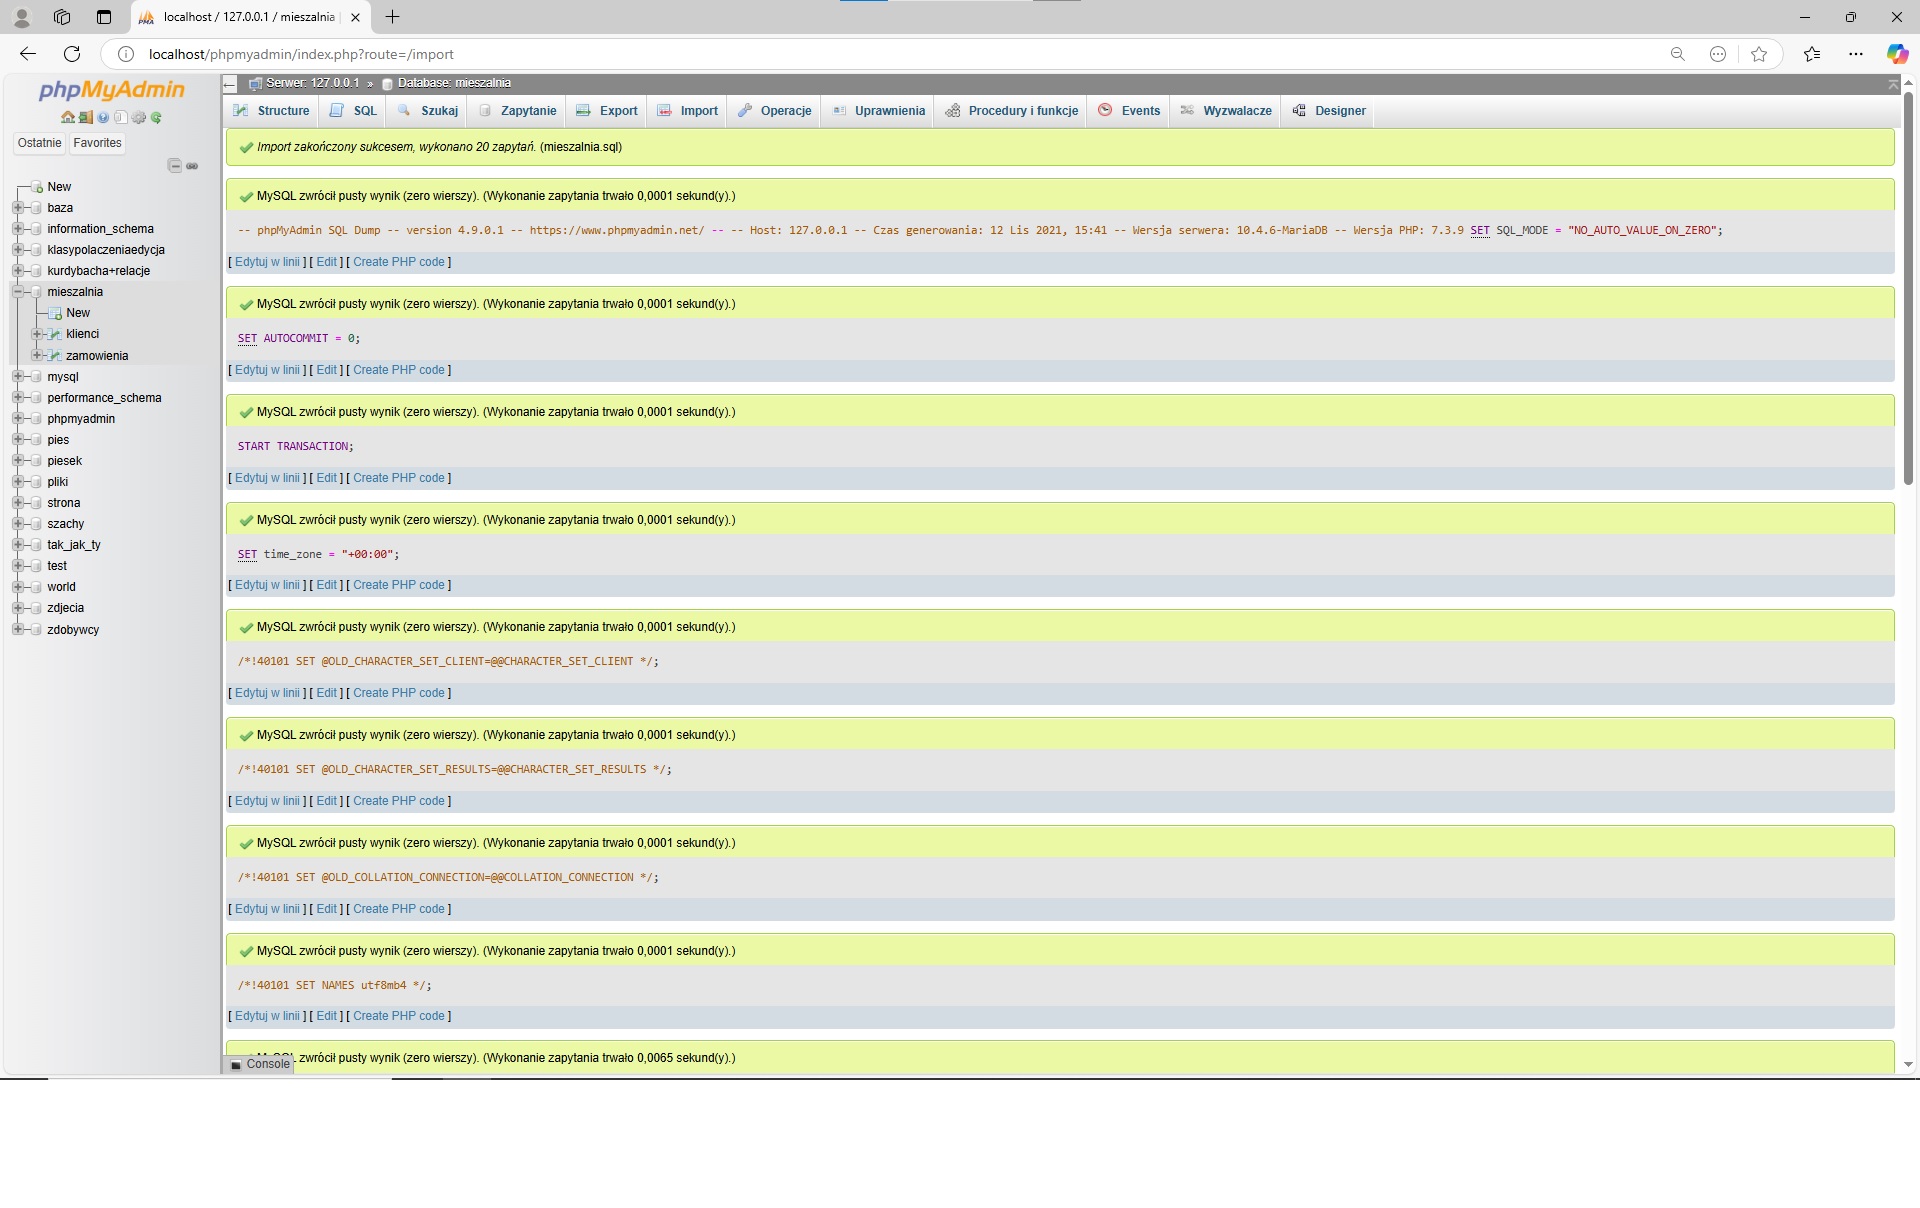 localhost / 127.0.0.1 / mieszalnia
localhost/phpmyadmin/index.php?route=/import
phpMyAdmin
Ostatnie Favorites
New
baza
information_schema
klasypolaczeniaedycja
kurdybacha+relacje
mieszalnia
New
klienci
zamowienia
mysql
performance_schema
phpmyadmin
pies
piesek
pliki
strona
szachy
tak_jak_ty
test
world
zdjecia
zdobywcy
Serwer: 127.0.0.1 » Database: mieszalnia
Structure SQL Szukaj Zapytanie Export Import Operacje Uprawnienia Procedury i funkcje Events Wyzwalacze Designer
Import zakończony sukcesem, wykonano 20 zapytań. (mieszalnia.sql)
MySQL zwrócił pusty wynik (zero wierszy). (Wykonanie zapytania trwało 0,0001 sekund(y).)
-- phpMyAdmin SQL Dump -- version 4.9.0.1 -- https://www.phpmyadmin.net/ -- -- Host: 127.0.0.1 -- Czas generowania: 12 Lis 2021, 15:41 -- Wersja serwera: 10.4.6-MariaDB -- Wersja PHP: 7.3.9 SET SQL_MODE = "NO_AUTO_VALUE_ON_ZERO";
[ Edytuj w linii ] [ Edit ] [ Create PHP code ]
MySQL zwrócił pusty wynik (zero wierszy). (Wykonanie zapytania trwało 0,0001 sekund(y).)
SET AUTOCOMMIT = 0;
[ Edytuj w linii ] [ Edit ] [ Create PHP code ]
MySQL zwrócił pusty wynik (zero wierszy). (Wykonanie zapytania trwało 0,0001 sekund(y).)
START TRANSACTION;
[ Edytuj w linii ] [ Edit ] [ Create PHP code ]
MySQL zwrócił pusty wynik (zero wierszy). (Wykonanie zapytania trwało 0,0001 sekund(y).)
SET time_zone = "+00:00";
[ Edytuj w linii ] [ Edit ] [ Create PHP code ]
MySQL zwrócił pusty wynik (zero wierszy). (Wykonanie zapytania trwało 0,0001 sekund(y).)
/*!40101 SET @OLD_CHARACTER_SET_CLIENT=@@CHARACTER_SET_CLIENT */;
[ Edytuj w linii ] [ Edit ] [ Create PHP code ]
MySQL zwrócił pusty wynik (zero wierszy). (Wykonanie zapytania trwało 0,0001 sekund(y).)
/*!40101 SET @OLD_CHARACTER_SET_RESULTS=@@CHARACTER_SET_RESULTS */;
[ Edytuj w linii ] [ Edit ] [ Create PHP code ]
MySQL zwrócił pusty wynik (zero wierszy). (Wykonanie zapytania trwało 0,0001 sekund(y).)
/*!40101 SET @OLD_COLLATION_CONNECTION=@@COLLATION_CONNECTION */;
[ Edytuj w linii ] [ Edit ] [ Create PHP code ]
MySQL zwrócił pusty wynik (zero wierszy). (Wykonanie zapytania trwało 0,0001 sekund(y).)
/*!40101 SET NAMES utf8mb4 */;
[ Edytuj w linii ] [ Edit ] [ Create PHP code ]
MySQL zwrócił pusty wynik (zero wierszy). (Wykonanie zapytania trwało 0,0065 sekund(y).)
Console